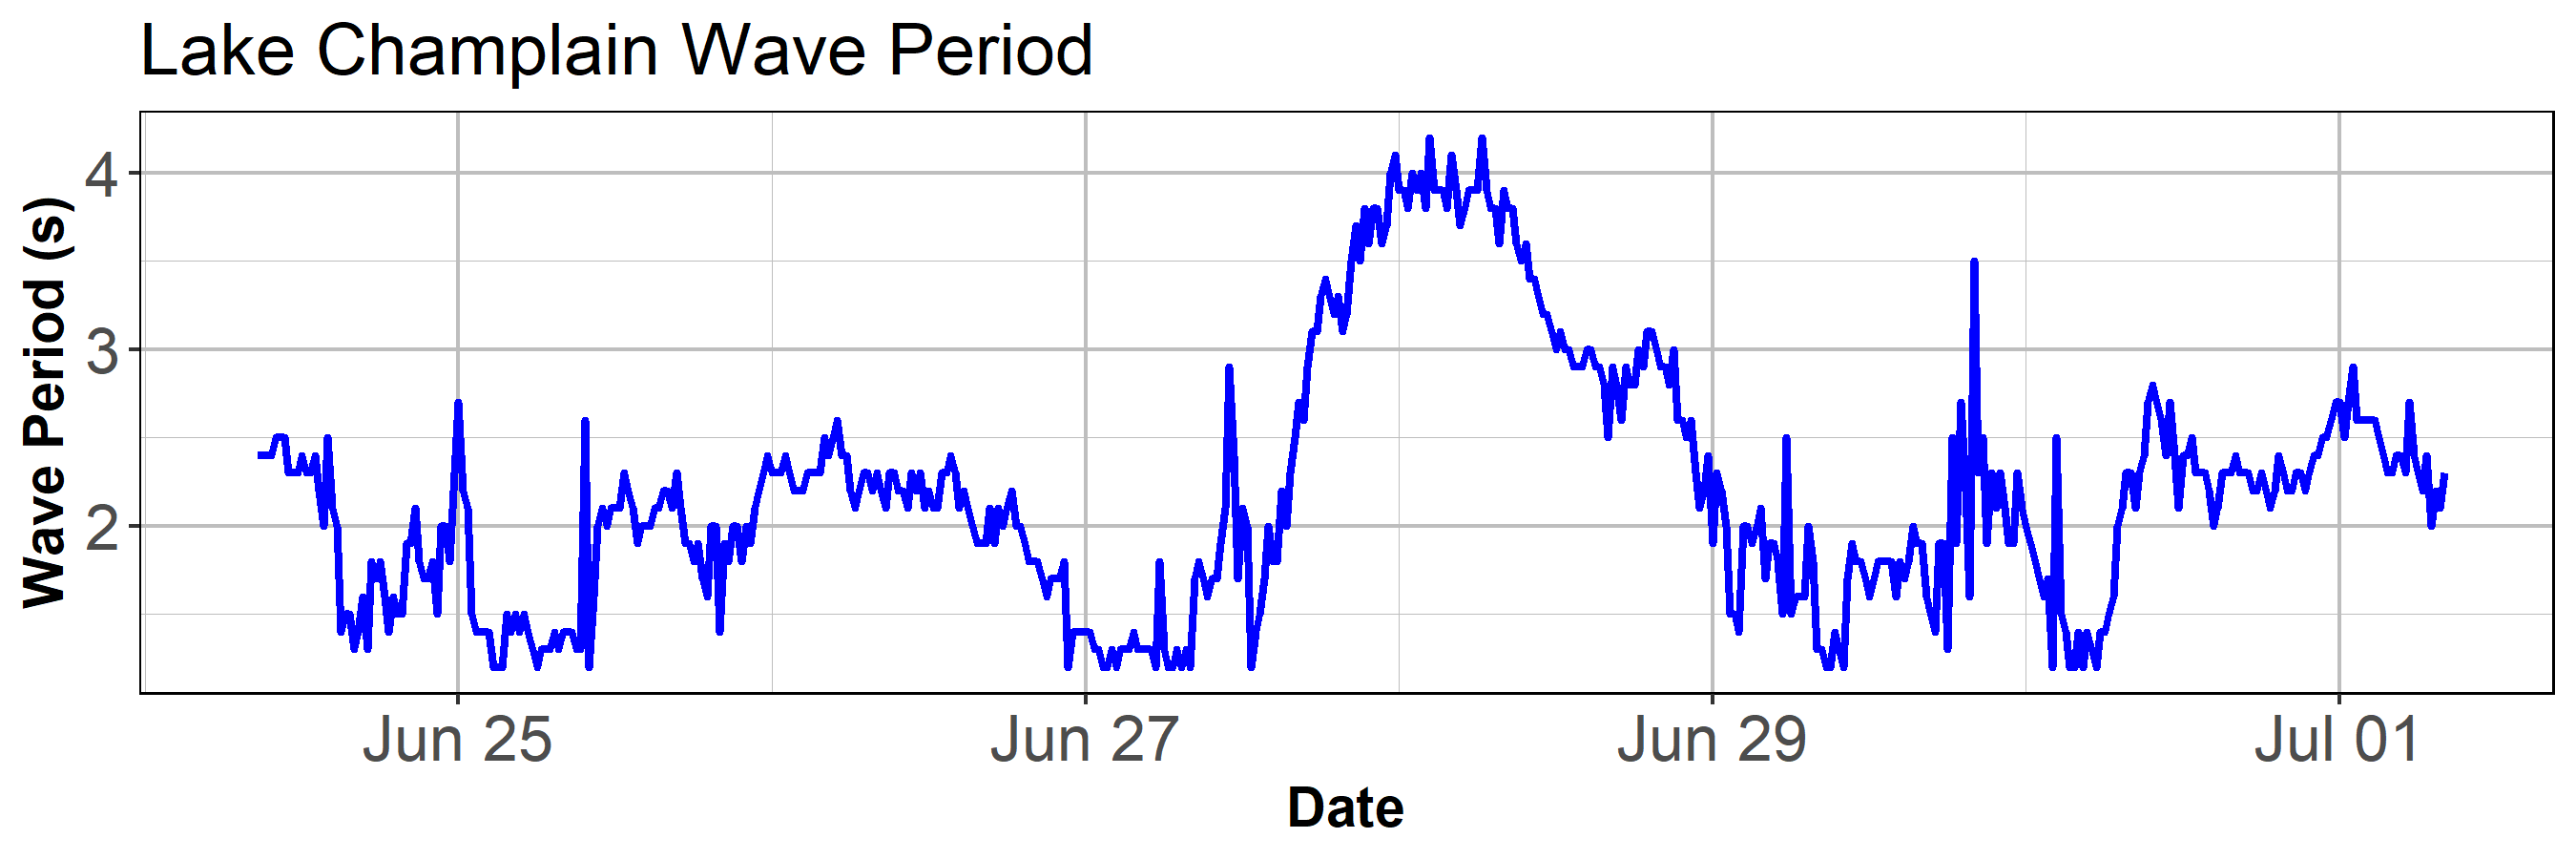 Lake Champlain Wave Period
Wave Period (s)
4
3
2
Jun 25
Jun 27
Jun 29
Jul 01
Date